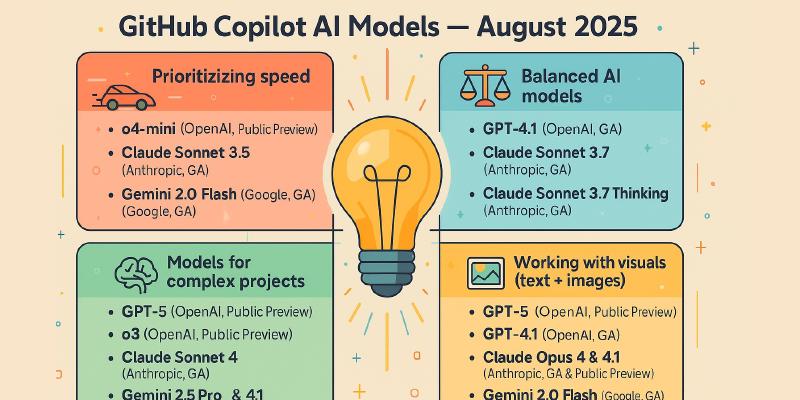 GitHub Copilot AI Models — August 2025
Prioritizizing speed
• o4-mini (OpenAI, Public Preview)
• Claude Sonnet 3.5
(Anthropic, GA)
• Gemini 2.0 Flash (Google, GA)
(Google, GA)
Balanced AI
models
• GPT-4.1 (OpenAI, GA)
• Claude Sonnet 3.7
(Anthropic, GA)
• Claude Sonnet 3.7 Thinking
(Anthropic, GA)
Models for
complex projects
• GPT-5 (OpenAI, Public Preview)
• o3 (OpenAI, Public Preview)
• Claude Sonnet 4
(Anthropic, GA)
• Gemini 2.5 Pro & 4.1
Working with visuals
(text + images)
• GPT-5 (OpenAI, Public Preview)
• GPT-4.1 (OpenAI, GA)
• Claude Opus 4 & 4.1
(Anthropic, GA & Public Preview)
• Gemini 2.0 Flash (Google, GA)